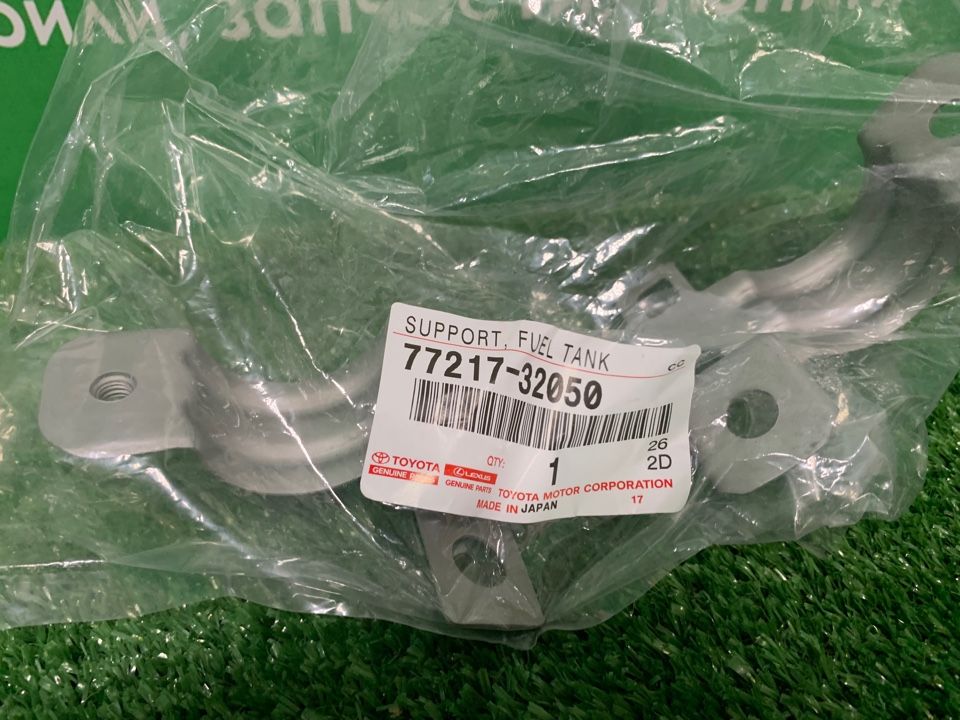 SUPPORT, FUEL TANK
CC
77217-32050
26
QTY: 1 2D
TOYOTA LEXUS
GENUINE PARTS GENUINE PARTS TOYOTA MOTOR CORPORATION
MADE IN JAPAN 17